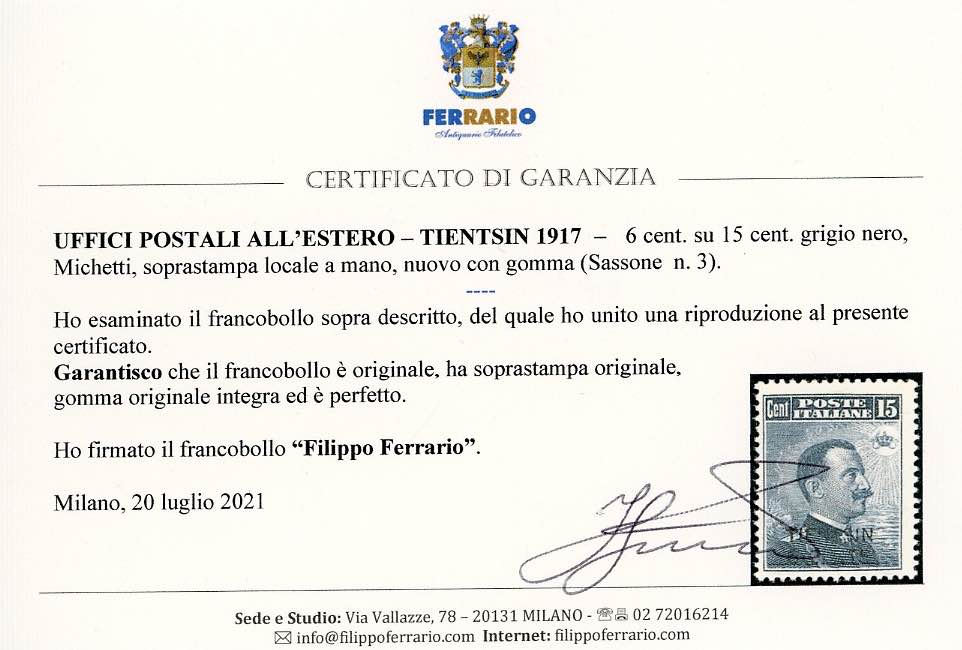 FERRARIO
Antiquario Filatelico
CERTIFICATO DI GARANZIA
UFFICI POSTALI ALL'ESTERO – TIENTSIN 1917 – 6 cent. su 15 cent. grigio nero,
Michetti, soprastampa locale a mano, nuovo con gomma (Sassone n. 3).
----
Ho esaminato il francobollo sopra descritto, del quale ho unito una riproduzione al presente
certificato.
Garantisco che il francobollo è originale, ha soprastampa originale,
gomma originale integra ed è perfetto.
Ho firmato il francobollo “Filippo Ferrario”.
Milano, 20 luglio 2021
Cent POSTE ITALIANE 15
Sede e Studio: Via Vallazze, 78 – 20131 MILANO - ☏ 02 72016214
✉ info@filippoferrario.com Internet: filippoferrario.com